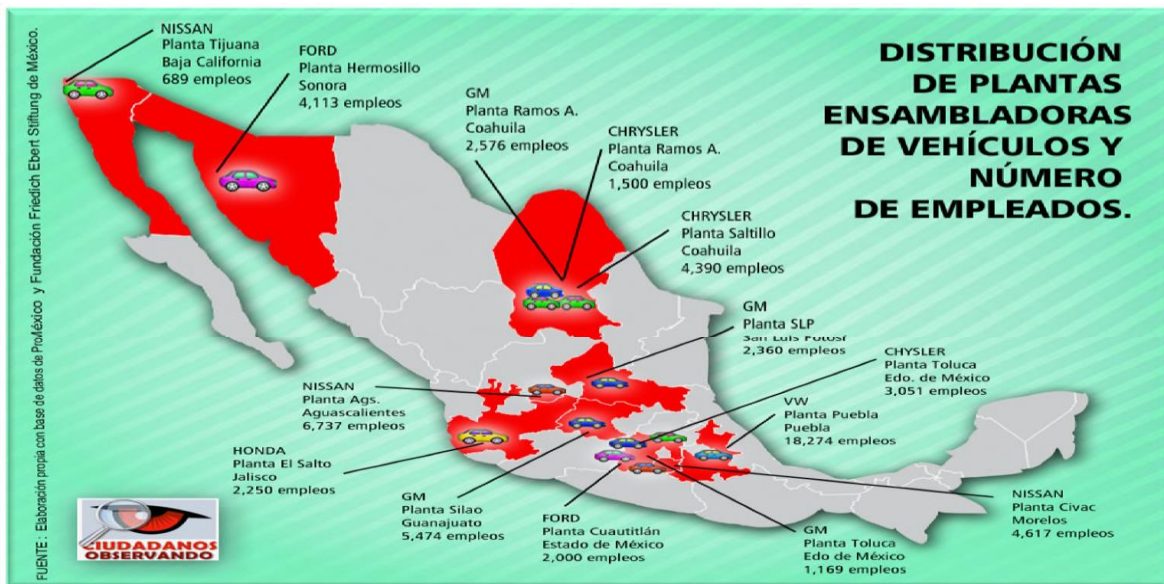 DISTRIBUCIÓN
DE PLANTAS
ENSAMBLADORAS
DE VEHÍCULOS Y
NÚMERO
DE EMPLEADOS.
NISSAN
Planta Tijuana
Baja California
689 empleos
FORD
Planta Hermosillo
Sonora
4,113 empleos
GM
Planta Ramos A.
Coahuila
2,576 empleos
CHRYSLER
Planta Ramos A.
Coahuila
1,500 empleos
CHRYSLER
Planta Saltillo
Coahuila
4,390 empleos
GM
Planta SLP
San Luis Potosí
2,360 empleos
CHYSLER
Planta Toluca
Edo. de México
3,051 empleos
NISSAN
Planta Ags.
Aguascalientes
6,737 empleos
VW
Planta Puebla
Puebla
18,274 empleos
HONDA
Planta El Salto
Jalisco
2,250 empleos
GM
Planta Silao
Guanajuato
5,474 empleos
FORD
Planta Cuautitlán
Estado de México
2,000 empleos
GM
Planta Toluca
Edo de México
1,169 empleos
NISSAN
Planta Civac
Morelos
4,617 empleos
CIUDADANOS
OBSERVANDO
FUENTE: Elaboración propia con base de datos de ProMéxico y Fundación Friedich Ebert Stiftung de México.